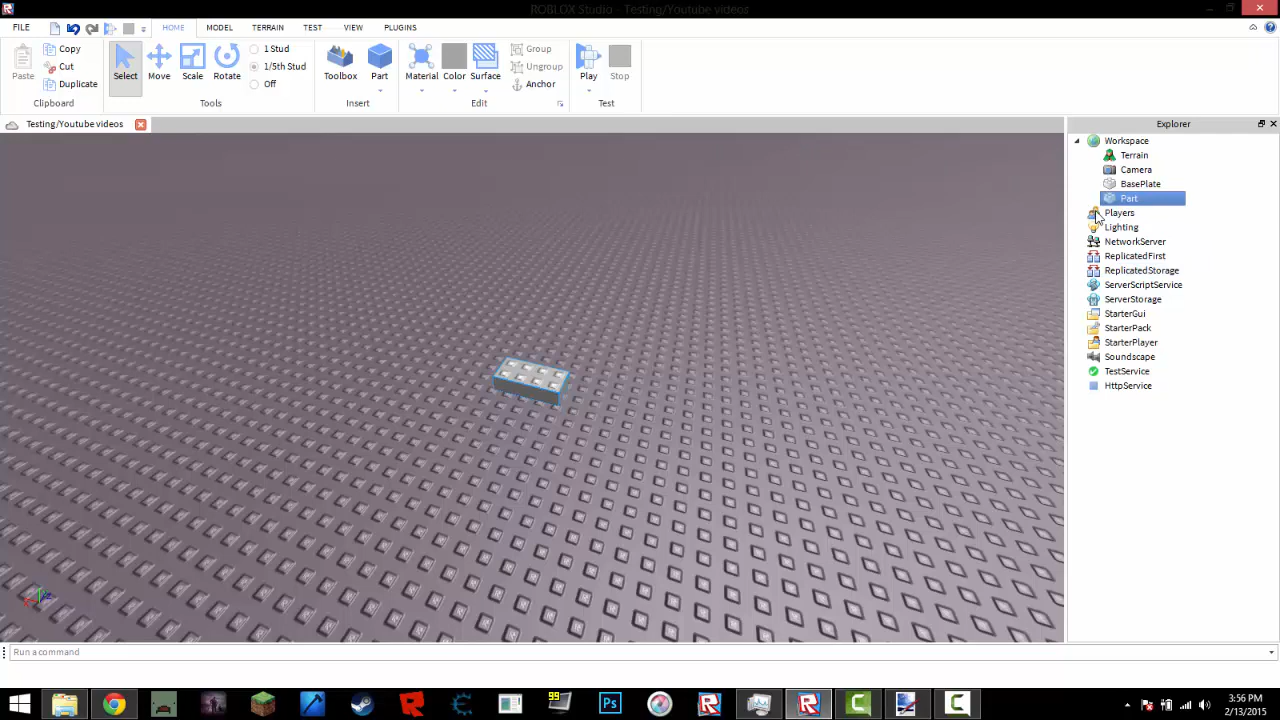 ROBLOX Studio - Testing/Youtube videos
FILE HOME MODEL TERRAIN TEST VIEW PLUGINS
Paste Copy Cut Duplicate Clipboard
Select Move Scale Rotate 1 Stud 1/5th Stud Off Tools
Toolbox Part Insert
Material Color Surface Group Ungroup Anchor Edit
Play Stop Test
Testing/Youtube videos
Explorer
Workspace
Terrain
Camera
BasePlate
Part
Players
Lighting
NetworkServer
ReplicatedFirst
ReplicatedStorage
ServerScriptService
ServerStorage
StarterGui
StarterPack
StarterPlayer
Soundscape
TestService
HttpService
Run a command
99
Ps
3:56 PM
2/13/2015